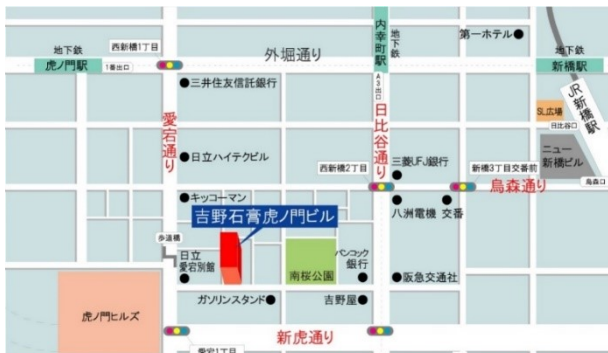 地下鉄
虎ノ門駅
1番出口
西新橋1丁目
外堀通り
内幸町駅
地下鉄
A3出口
第一ホテル
地下鉄
新橋駅
JR新橋駅
SL広場
日比谷口
ニュー
新橋ビル
烏森口
三井住友信託銀行
愛宕通り
日比谷通り
日立ハイテクビル
西新橋2丁目
三菱UFJ銀行
新橋3丁目交番前
烏森通り
キッコーマン
吉野石膏虎ノ門ビル
八洲電機
交番
歩道橋
日立
愛宕別館
南桜公園
バンコック
銀行
阪急交通社
ガソリンスタンド
吉野屋
虎ノ門ヒルズ
新虎通り
愛宕1丁目